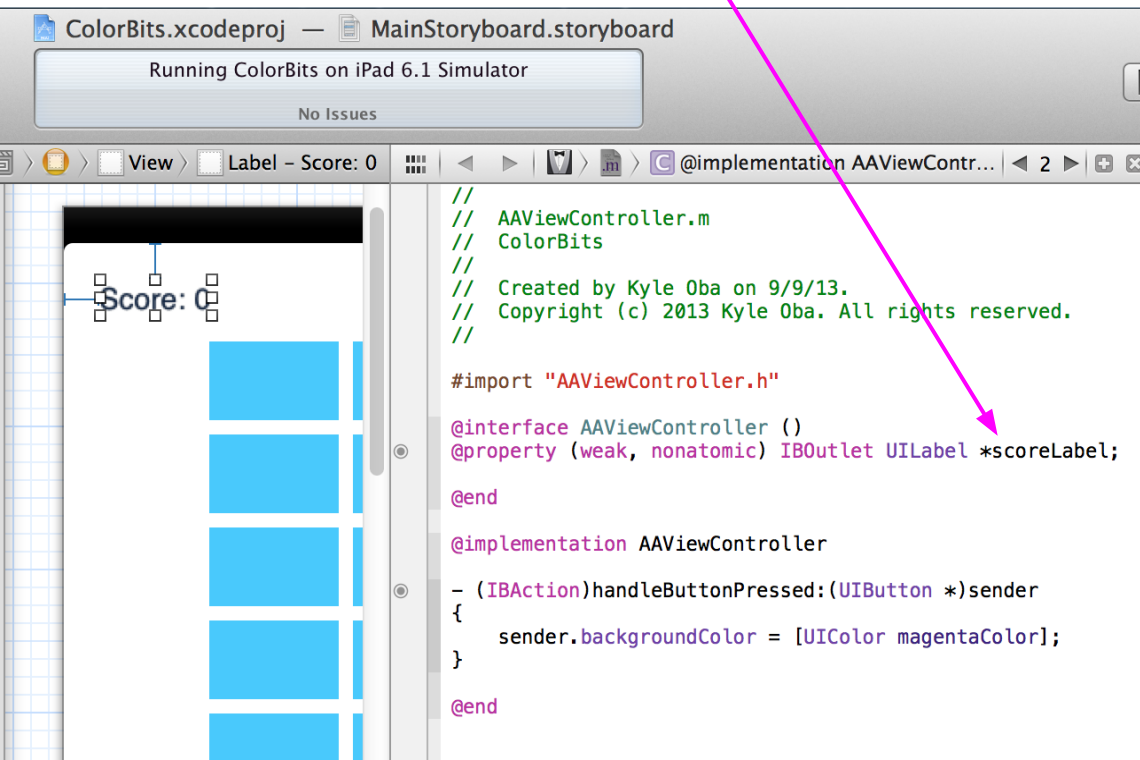 ColorBits.xcodeproj — MainStoryboard.storyboard
Running ColorBits on iPad 6.1 Simulator
No Issues
View Label – Score: 0
.m C @implementation AAViewContr... 2
Score: 0
//
//  AAViewController.m
//  ColorBits
//
//  Created by Kyle Oba on 9/9/13.
//  Copyright (c) 2013 Kyle Oba. All rights reserved.
//
#import "AAViewController.h"
@interface AAViewController ()
@property (weak, nonatomic) IBOutlet UILabel *scoreLabel;
@end
@implementation AAViewController
- (IBAction)handleButtonPressed:(UIButton *)sender
{
    sender.backgroundColor = [UIColor magentaColor];
}
@end